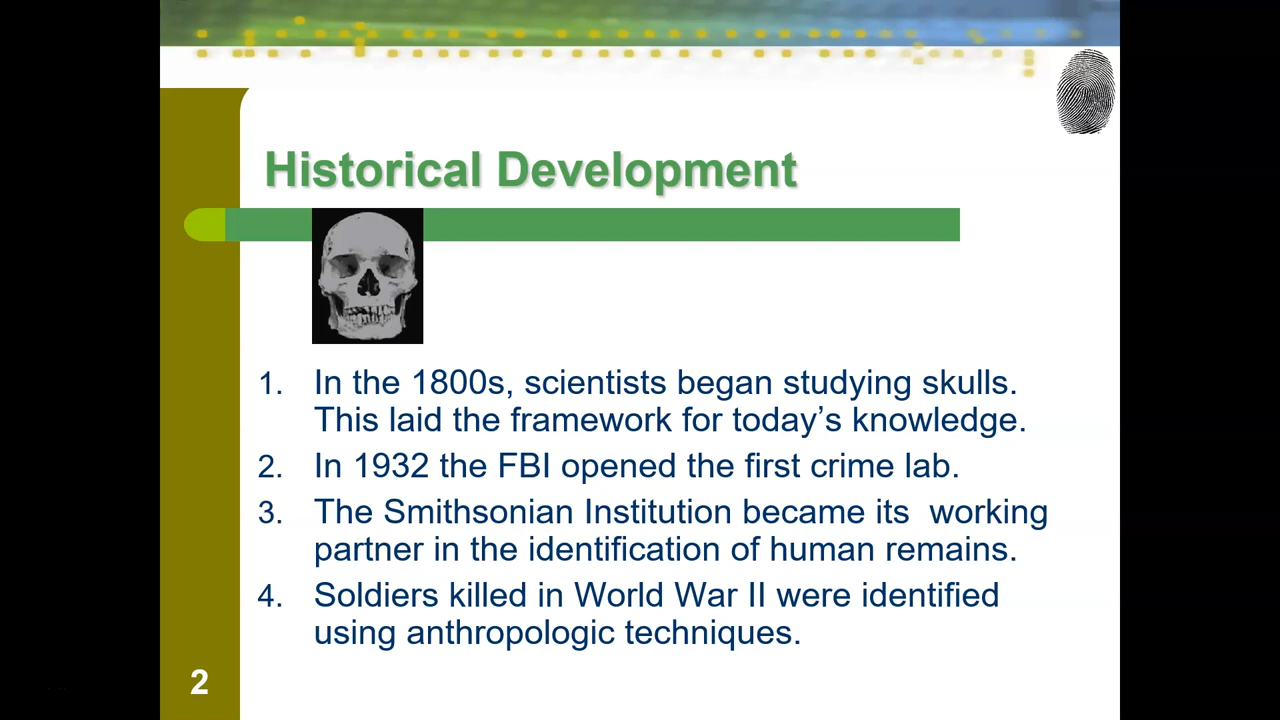 Historical Development
1. In the 1800s, scientists began studying skulls.
This laid the framework for today’s knowledge.
2. In 1932 the FBI opened the first crime lab.
3. The Smithsonian Institution became its  working
partner in the identification of human remains.
4. Soldiers killed in World War II were identified
using anthropologic techniques.
2